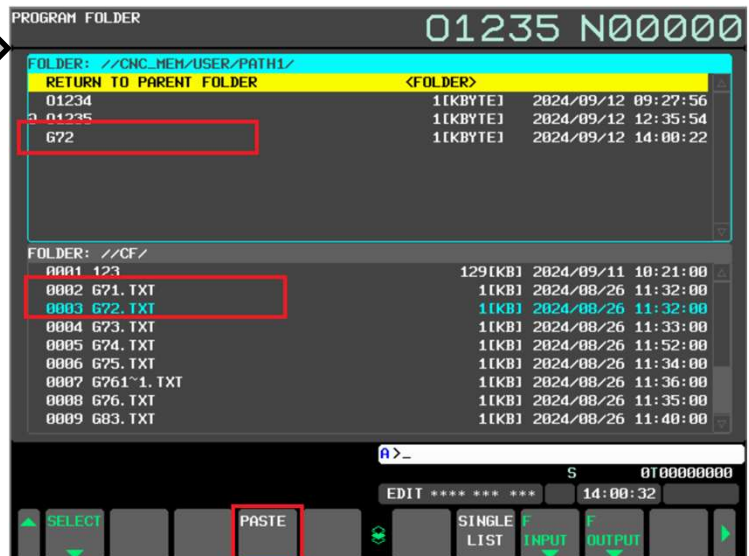 PROGRAM FOLDER O1235 N00000
FOLDER: //CNC_MEM/USER/PATH1/
RETURN TO PARENT FOLDER <FOLDER>
O1234 1[KBYTE] 2024/09/12 09:27:56
@ O1235 1[KBYTE] 2024/09/12 12:35:54
G72 1[KBYTE] 2024/09/12 14:00:22
FOLDER: //CF/
0001 123 129[KB] 2024/09/11 10:21:00
0002 G71.TXT 1[KB] 2024/08/26 11:32:00
0003 G72.TXT 1[KB] 2024/08/26 11:32:00
0004 G73.TXT 1[KB] 2024/08/26 11:33:00
0005 G74.TXT 1[KB] 2024/08/26 11:52:00
0006 G75.TXT 1[KB] 2024/08/26 11:34:00
0007 G761~1.TXT 1[KB] 2024/08/26 11:36:00
0008 G76.TXT 1[KB] 2024/08/26 11:35:00
0009 G83.TXT 1[KB] 2024/08/26 11:40:00
A>_
S 0T00000000
EDIT **** *** *** 14:00:32
SELECT PASTE SINGLE LIST F INPUT F OUTPUT